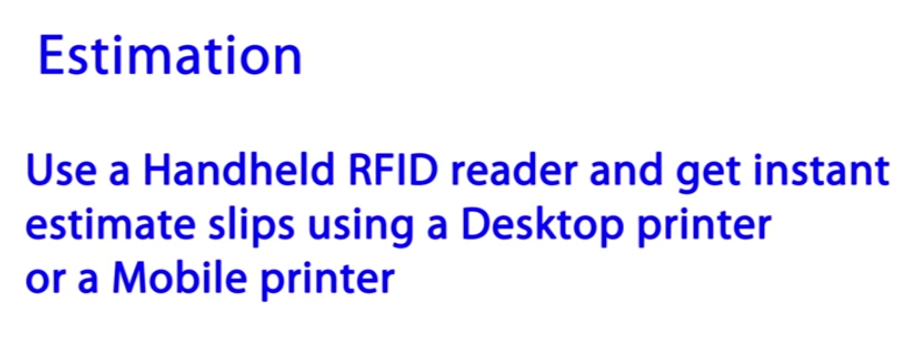 Estimation
Use a Handheld RFID reader and get instant
estimate slips using a Desktop printer
or a Mobile printer